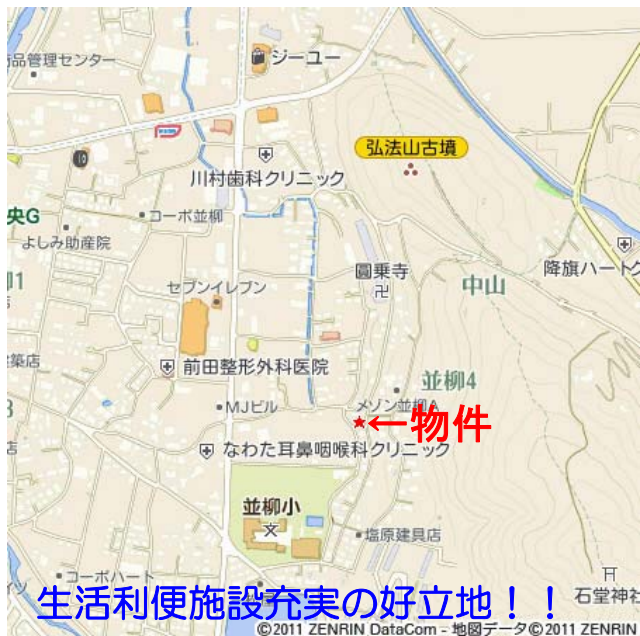 ジーユー
品管理センター
弘法山古墳
川村歯科クリニック
コーポ並柳
央G
よしみ助産院
圓乗寺
降旗ハートク
中山
セブンイレブン
前田整形外科医院
並柳4
築店
メゾン並柳A
MJビル
←物件
なわた耳鼻咽喉科クリニック
並柳小
塩原建具店
コーポハート
石堂神社
生活利便施設充実の好立地！！
©2011 ZENRIN DataCom - 地図データ©2011 ZENRIN